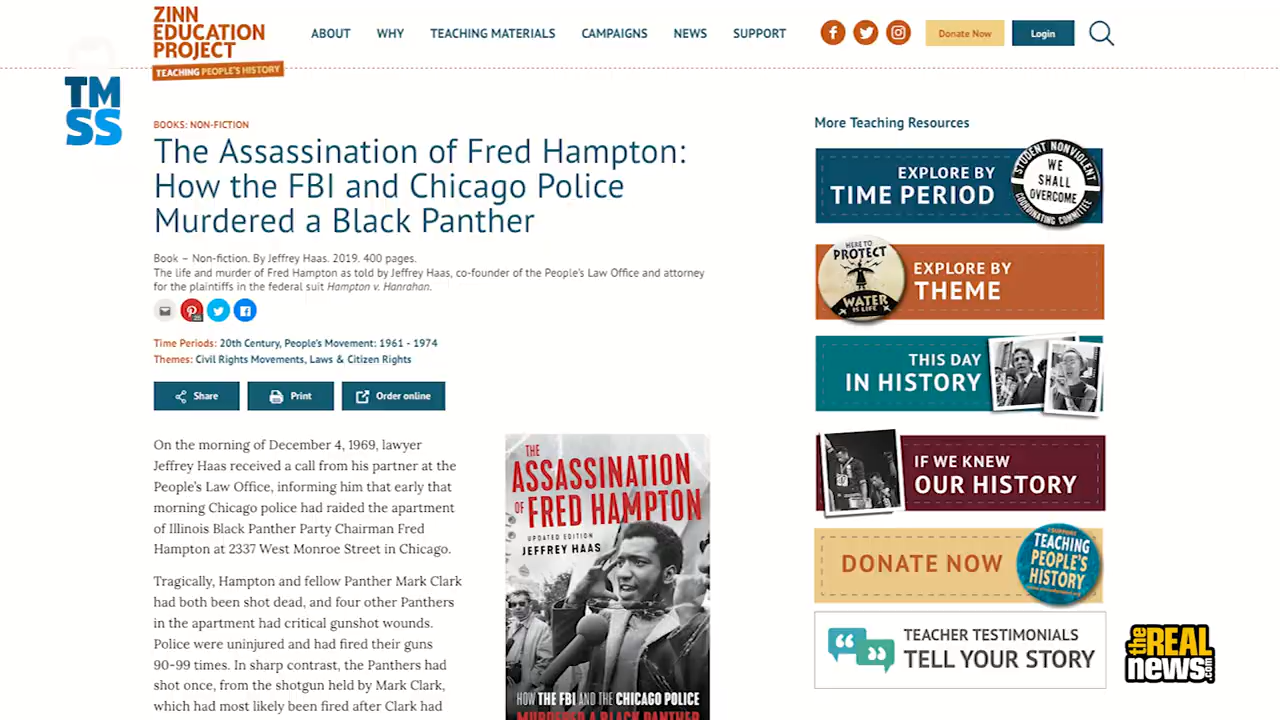 ZINN
EDUCATION
PROJECT
TEACHING PEOPLE'S HISTORY
ABOUT
WHY
TEACHING MATERIALS
CAMPAIGNS
NEWS
SUPPORT
Donate Now
Login
TM
SS
BOOKS: NON-FICTION
The Assassination of Fred Hampton:
How the FBI and Chicago Police
Murdered a Black Panther
Book – Non-fiction. By Jeffrey Haas. 2019. 400 pages.
The life and murder of Fred Hampton as told by Jeffrey Haas, co-founder of the People's Law Office and attorney
for the plaintiffs in the federal suit Hampton v. Hanrahan.
Time Periods: 20th Century, People's Movement: 1961 - 1974
Themes: Civil Rights Movements, Laws & Citizen Rights
Share
Print
Order online
On the morning of December 4, 1969, lawyer
Jeffrey Haas received a call from his partner at the
People's Law Office, informing him that early that
morning Chicago police had raided the apartment
of Illinois Black Panther Party Chairman Fred
Hampton at 2337 West Monroe Street in Chicago.
Tragically, Hampton and fellow Panther Mark Clark
had both been shot dead, and four other Panthers
in the apartment had critical gunshot wounds.
Police were uninjured and had fired their guns
90-99 times. In sharp contrast, the Panthers had
shot once, from the shotgun held by Mark Clark,
which had most likely been fired after Clark had
THE
ASSASSINATION
OF FRED HAMPTON
UPDATED EDITION
JEFFREY HAAS
HOW THE FBI AND THE CHICAGO POLICE
MURDERED A BLACK PANTHER
More Teaching Resources
EXPLORE BY
TIME PERIOD
STUDENT NONVIOLENT
WE
SHALL
OVERCOME
COORDINATING COMMITTEE
HERE TO
PROTECT
WATER
IS LIFE
EXPLORE BY
THEME
THIS DAY
IN HISTORY
IF WE KNEW
OUR HISTORY
DONATE NOW
I SUPPORT
TEACHING
PEOPLE'S
HISTORY
TEACHER TESTIMONIALS
TELL YOUR STORY
the REAL
news.com